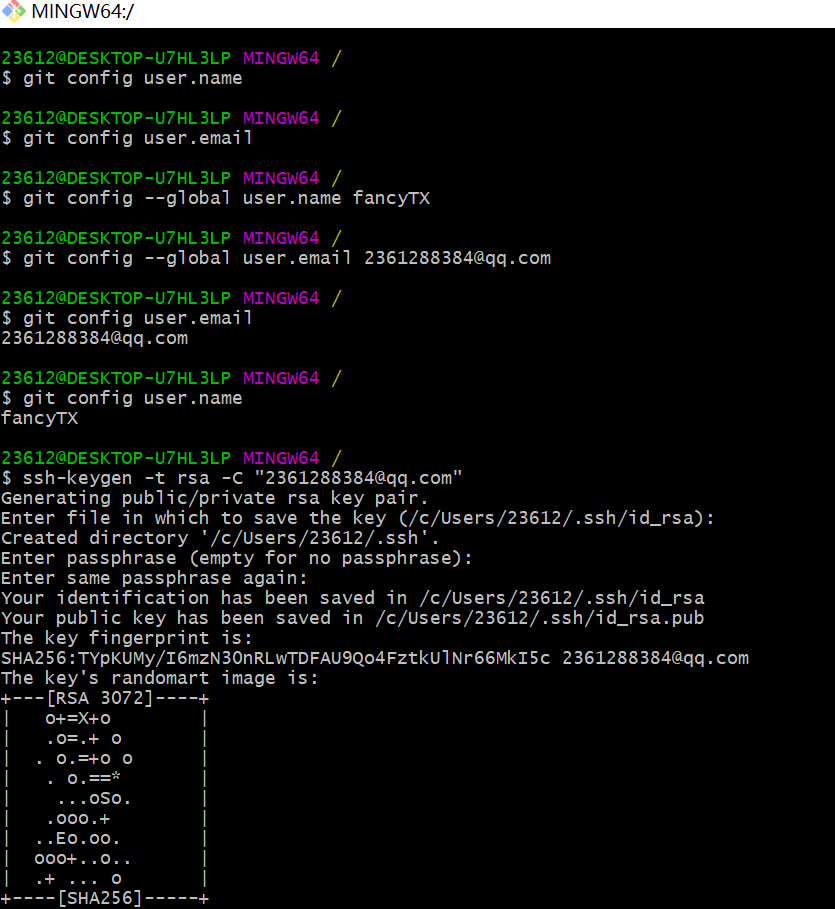 MINGW64:/
23612@DESKTOP-U7HL3LP MINGW64 /
$ git config user.name
23612@DESKTOP-U7HL3LP MINGW64 /
$ git config user.email
23612@DESKTOP-U7HL3LP MINGW64 /
$ git config --global user.name fancyTX
23612@DESKTOP-U7HL3LP MINGW64 /
$ git config --global user.email 2361288384@qq.com
23612@DESKTOP-U7HL3LP MINGW64 /
$ git config user.email
2361288384@qq.com
23612@DESKTOP-U7HL3LP MINGW64 /
$ git config user.name
fancyTX
23612@DESKTOP-U7HL3LP MINGW64 /
$ ssh-keygen -t rsa -C "2361288384@qq.com"
Generating public/private rsa key pair.
Enter file in which to save the key (/c/Users/23612/.ssh/id_rsa):
Created directory '/c/Users/23612/.ssh'.
Enter passphrase (empty for no passphrase):
Enter same passphrase again:
Your identification has been saved in /c/Users/23612/.ssh/id_rsa
Your public key has been saved in /c/Users/23612/.ssh/id_rsa.pub
The key fingerprint is:
SHA256:TYpKUMy/I6mzN3OnRLwTDFAU9Qo4FztkUlNr66MkI5c 2361288384@qq.com
The key's randomart image is:
+---[RSA 3072]----+
|   o+=X+o        |
|   .o=.+ o       |
|  . o.=+o o      |
|   . o.==*       |
|    ...oSo.      |
|   .ooo.+        |
|  ..Eo.oo.       |
|  ooo+..o..      |
|  .+ ... o       |
+----[SHA256]-----+